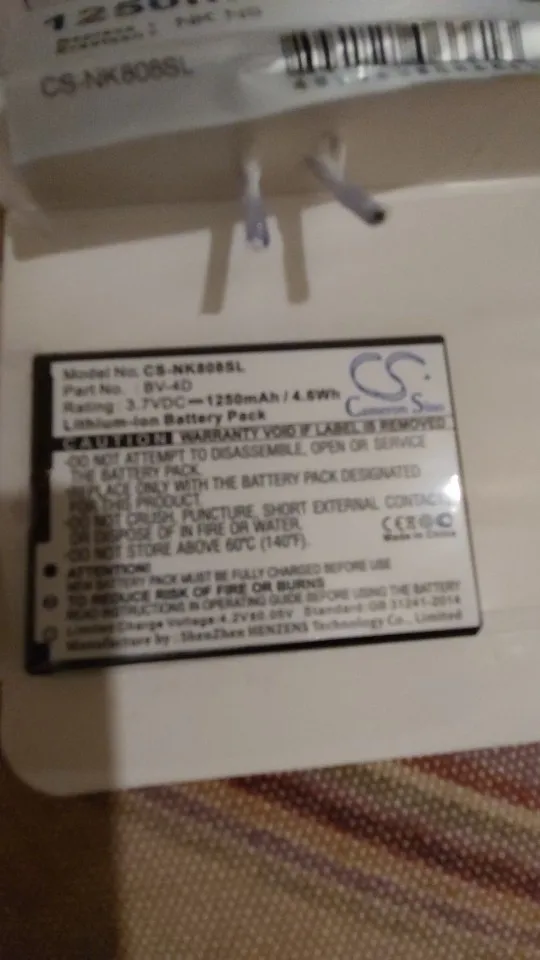 1250m
NK N8
CS-NK808SL
Model No. CS-NK808SL
Part No. : BV-4D
Rating: 3.7VDC⎓1250mAh / 4.6Wh
Lithium-ion Battery Pack
CS
Cameron Sino
CAUTION WARRANTY VOID IF LABEL IS REMOVED
-DO NOT ATTEMPT TO DISASSEMBLE, OPEN OR SERVICE
THE BATTERY PACK.
-REPLACE ONLY WITH THE BATTERY PACK DESIGNATED
FOR THIS PRODUCT.
-DO NOT CRUSH, PUNCTURE, SHORT EXTERNAL CONTACTS
OR DISPOSE OF IN FIRE OR WATER.
-DO NOT STORE ABOVE 60°C (140°F).
CE
Made in China
ATTENTION!
NEW BATTERY PACK MUST BE FULLY CHARGED BEFORE USE
TO REDUCE RISK OF FIRE OR BURNS
READ INSTRUCTIONS IN OPERATING GUIDE BEFORE USING THE BATTERY
Limited Charge Voltage: 4.2V±0.05V Standard: GB 31241-2014
Made by: ShenZhen HENZENS Technology Co., Limited